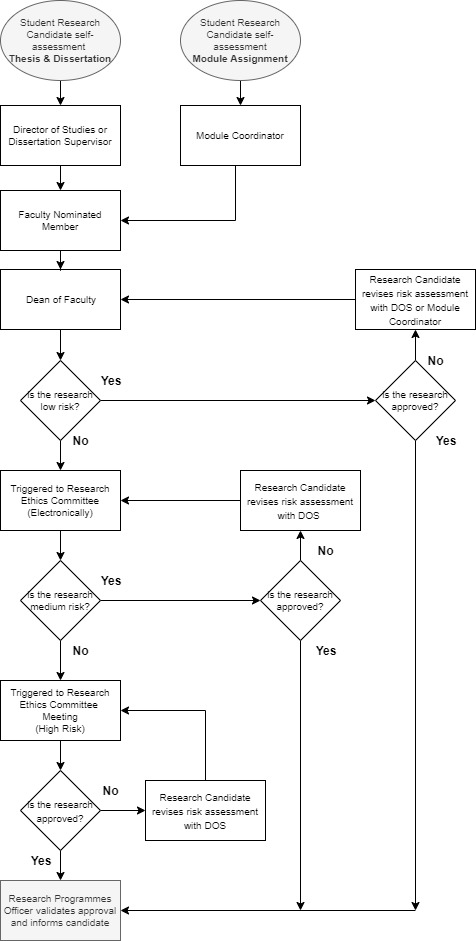 Student Research
Candidate self-
assessment
Thesis & Dissertation
Student Research
Candidate self-
assessment
Module Assignment
Director of Studies or
Dissertation Supervisor
Module Coordinator
Faculty Nominated
Member
Dean of Faculty
Research Candidate
revises risk assessment
with DOS or Module
Coordinator
No
Yes
Is the research
low risk?
Is the research
approved?
No
Yes
Triggered to Research
Ethics Committee
(Electronically)
Research Candidate
revises risk assessment
with DOS
No
Yes
Is the research
medium risk?
Is the research
approved?
No
Yes
Triggered to Research
Ethics Committee
Meeting
(High Risk)
No
Is the research
approved?
Research Candidate
revises risk assessment
with DOS
Yes
Research Programmes
Officer validates approval
and informs candidate